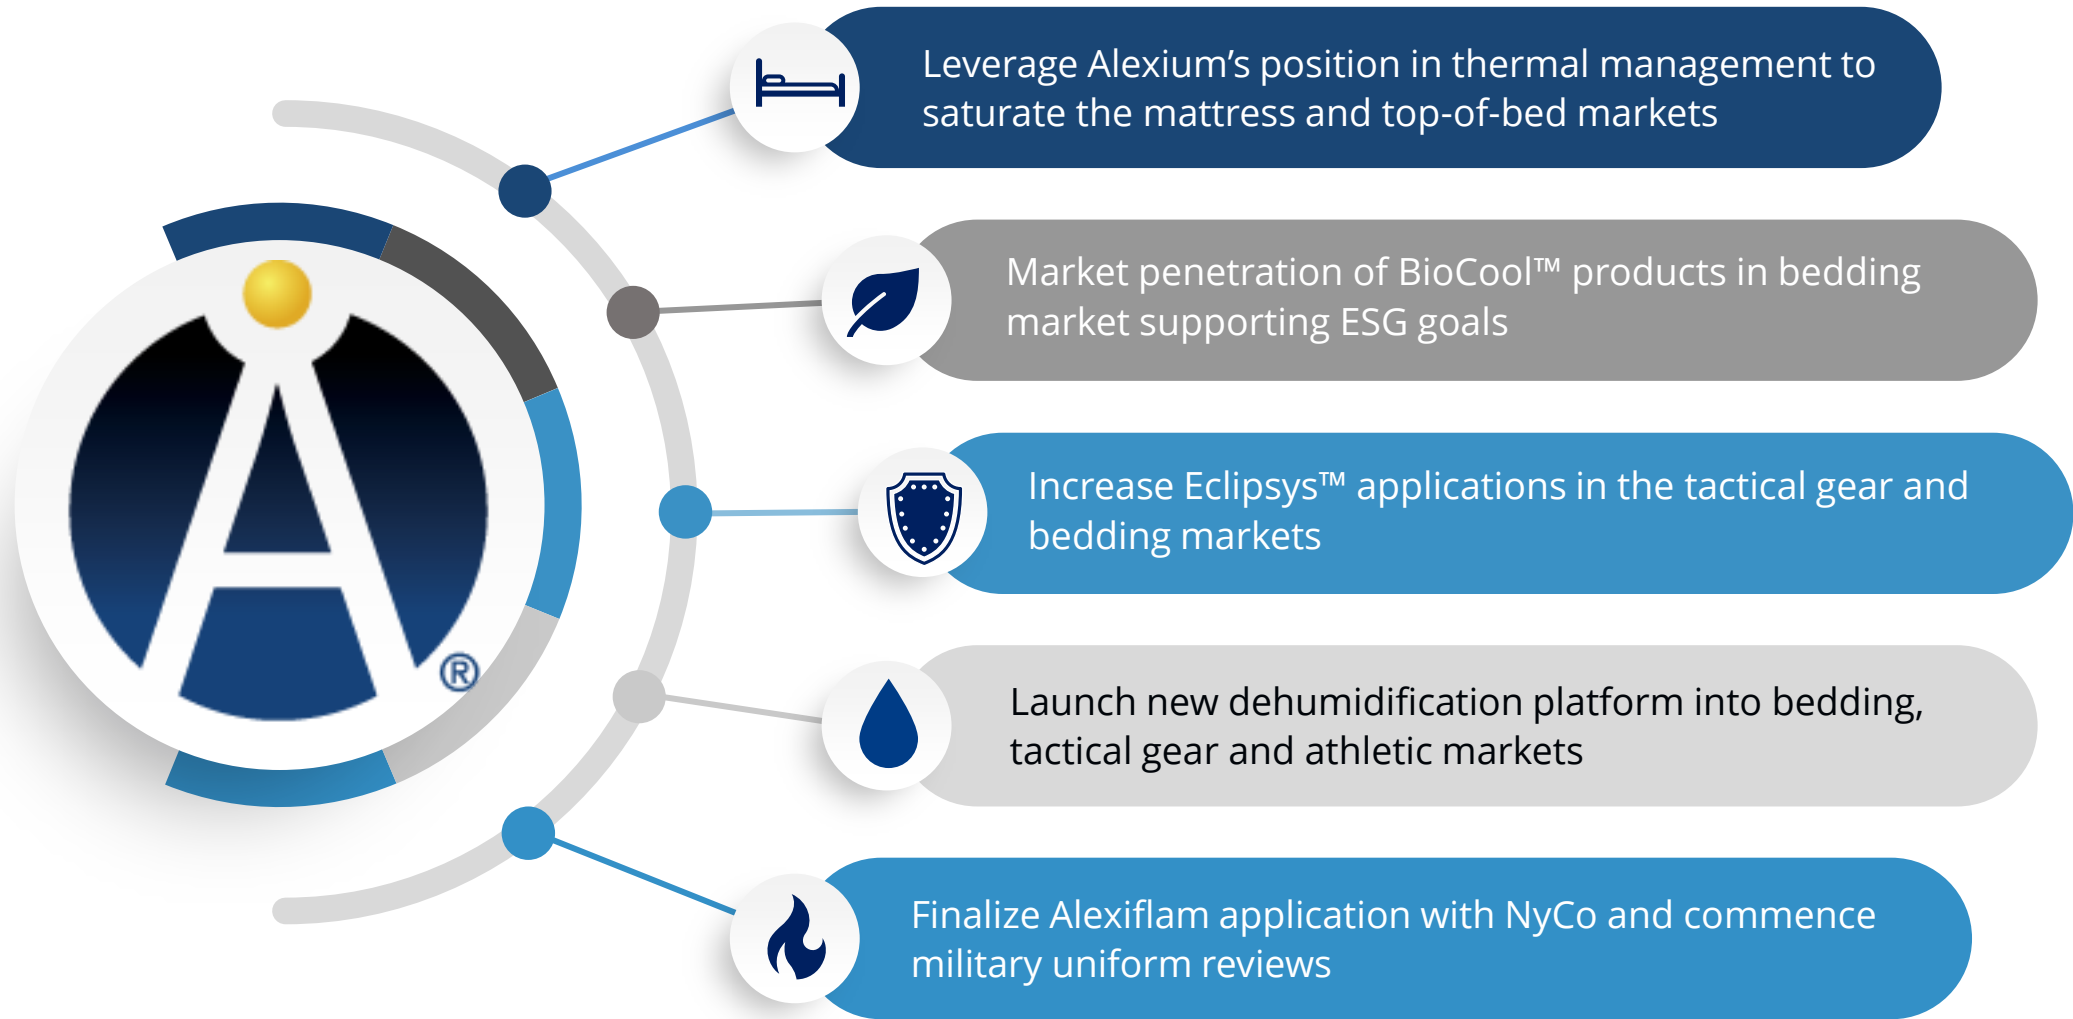 Leverage Alexium’s position in thermal management to
saturate the mattress and top-of-bed markets
Market penetration of BioCool™ products in bedding
market supporting ESG goals
Increase Eclipsys™ applications in the tactical gear and
bedding markets
®
Launch new dehumidification platform into bedding,
tactical gear and athletic markets
Finalize Alexiflam application with NyCo and commence
military uniform reviews